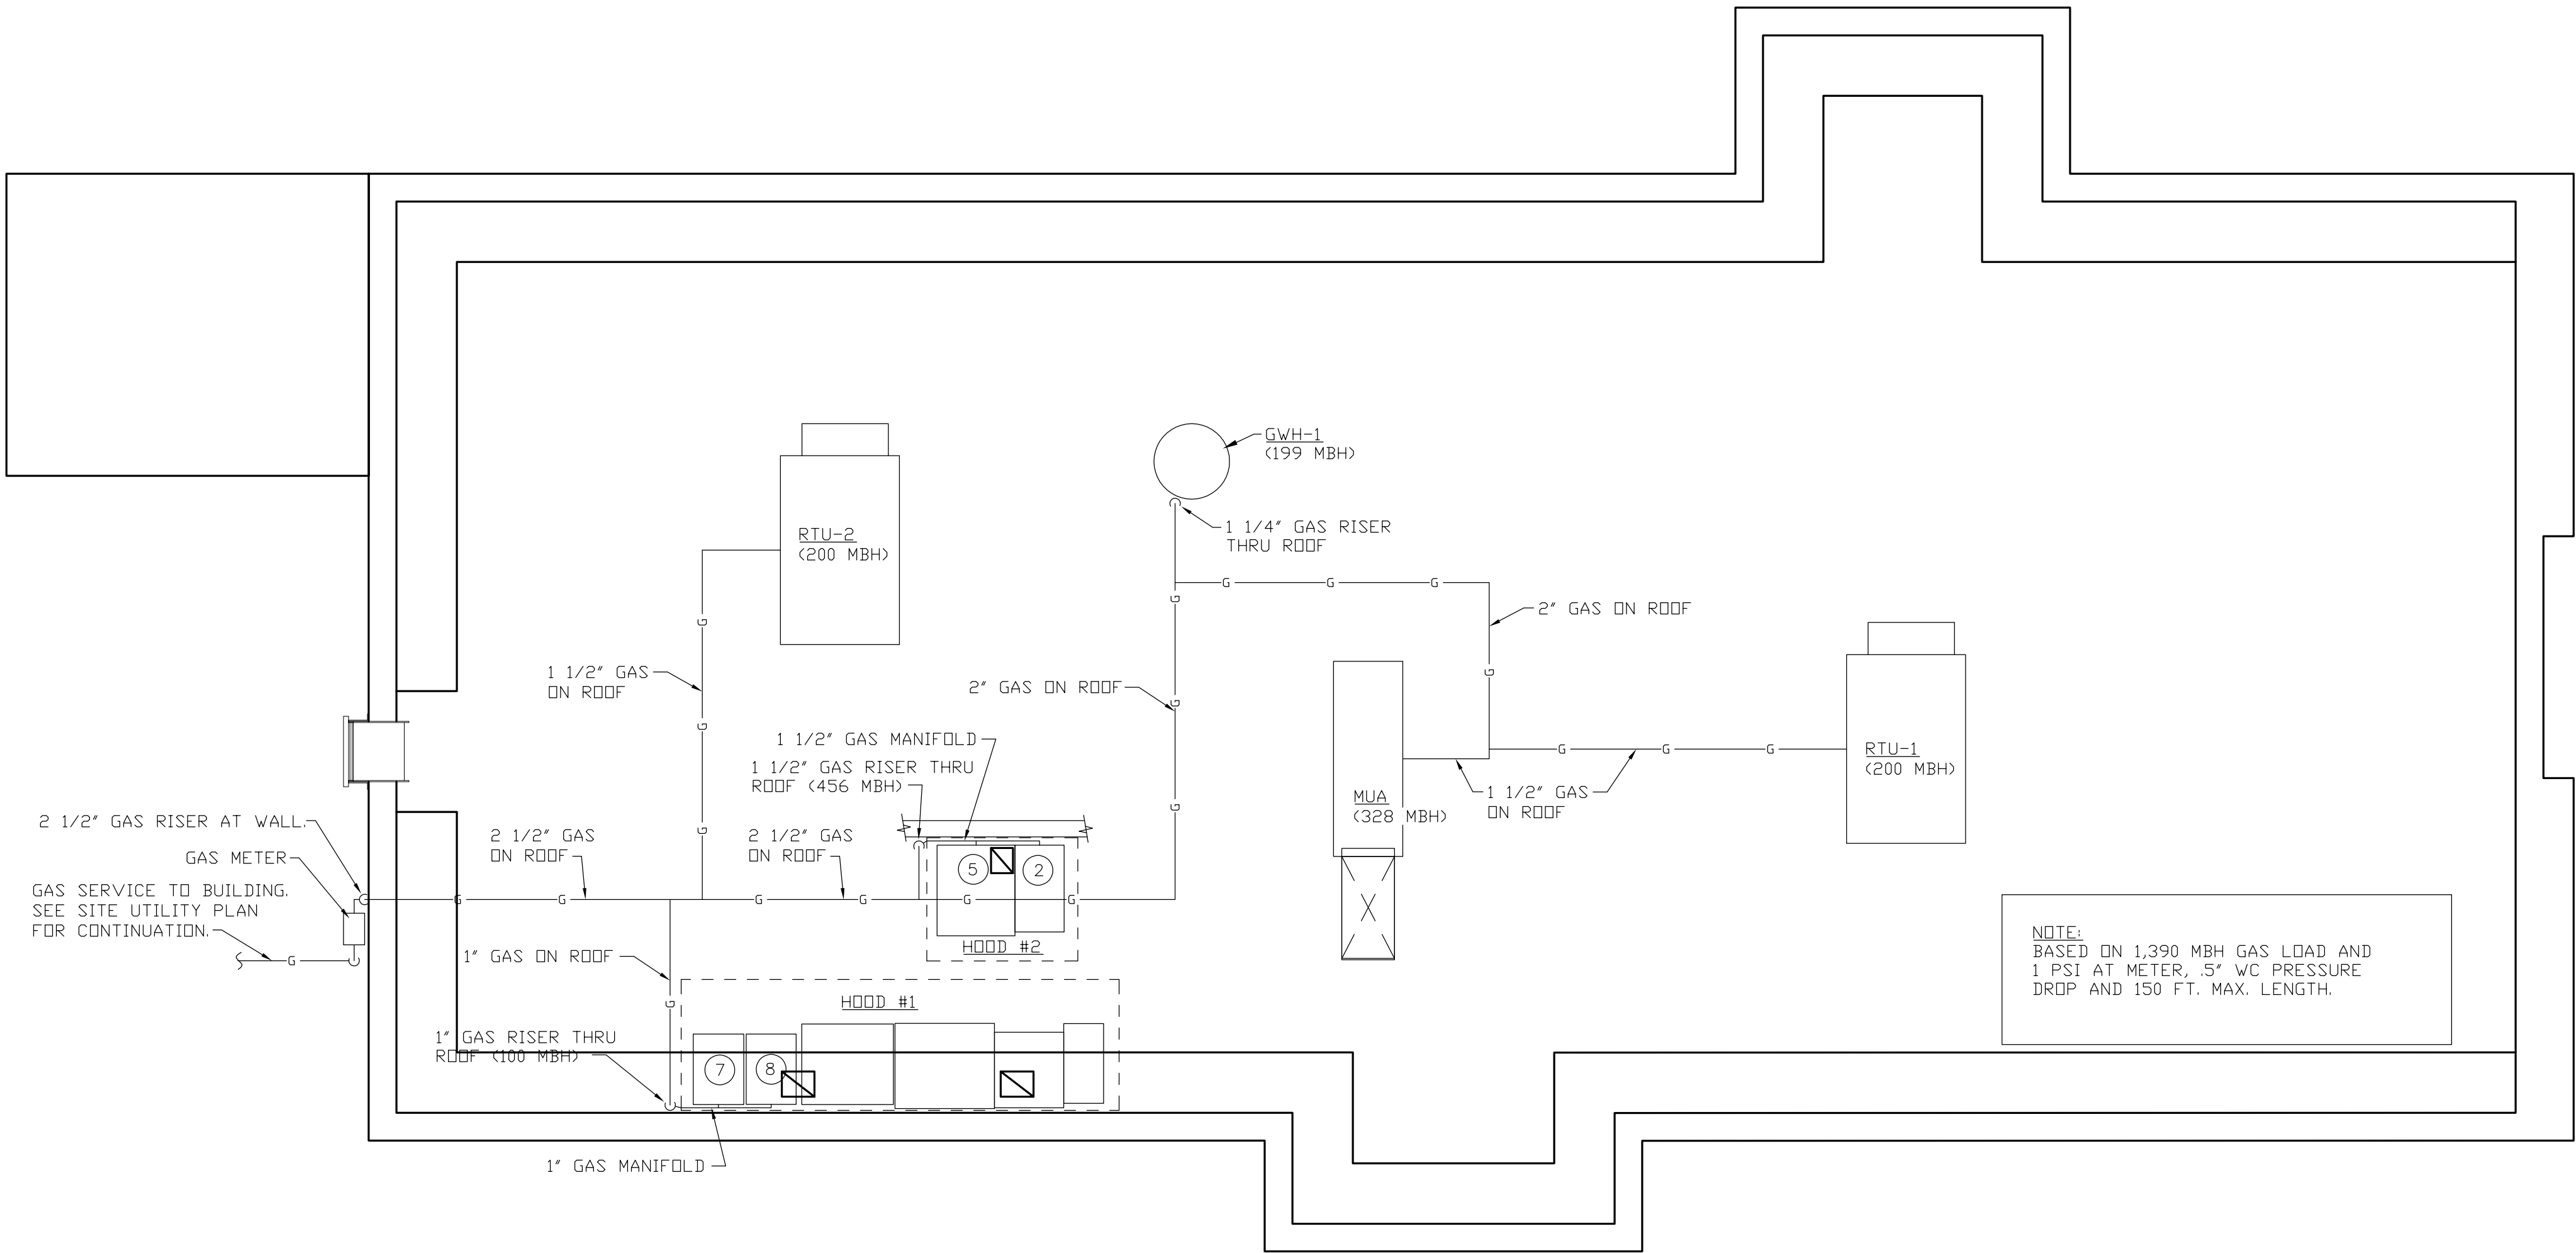 GWH-1
(199 MBH)
RTU-2
(200 MBH)
1 1/4" GAS RISER
THRU ROOF
G
G
G
G
G
2" GAS ON ROOF
1 1/2" GAS
ON ROOF
G
2" GAS ON ROOF
G
G
1 1/2" GAS MANIFOLD
1 1/2" GAS RISER THRU
ROOF (456 MBH)
G
G
G
G
RTU-1
(200 MBH)
MUA
(328 MBH)
1 1/2" GAS
ON ROOF
G
G
2 1/2" GAS RISER AT WALL.
GAS METER
GAS SERVICE TO BUILDING.
SEE SITE UTILITY PLAN
FOR CONTINUATION.
G
2 1/2" GAS
ON ROOF
2 1/2" GAS
ON ROOF
5
2
G
G
G
G
G
G
HOOD #2
1" GAS ON ROOF
G
HOOD #1
1" GAS RISER THRU
ROOF (100 MBH)
7
8
1" GAS MANIFOLD
NOTE:
BASED ON 1,390 MBH GAS LOAD AND
1 PSI AT METER, .5" WC PRESSURE
DROP AND 150 FT. MAX. LENGTH.